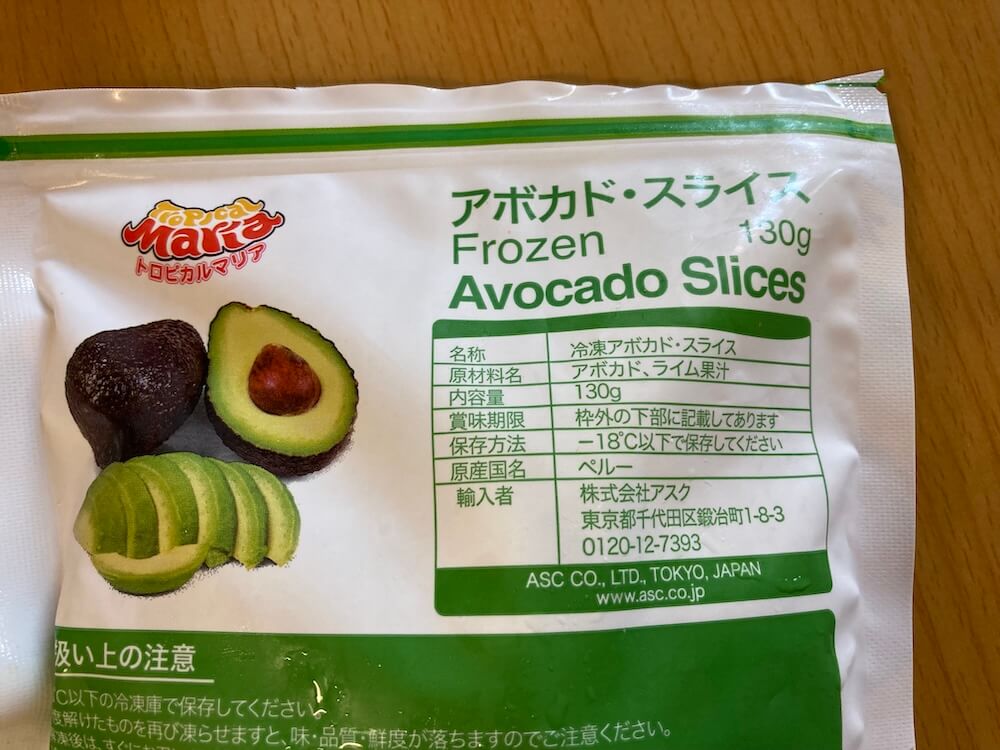 Tropical
Maria
トロピカルマリア
アボカド・スライス
Frozen 130g
Avocado Slices
名称 冷凍アボカド・スライス
原材料名 アボカド、ライム果汁
内容量 130g
賞味期限 枠外の下部に記載してあります
保存方法 −18℃以下で保存してください
原産国名 ペルー
輸入者 株式会社アスク
東京都千代田区鍛冶町1-8-3
0120-12-7393
ASC CO., LTD., TOKYO, JAPAN
www.asc.co.jp
扱い上の注意
℃以下の冷凍庫で保存してください。
度解けたものを再び凍らせますと、味・品質・鮮度が落ちますのでご注意ください。
凍後は、すぐに